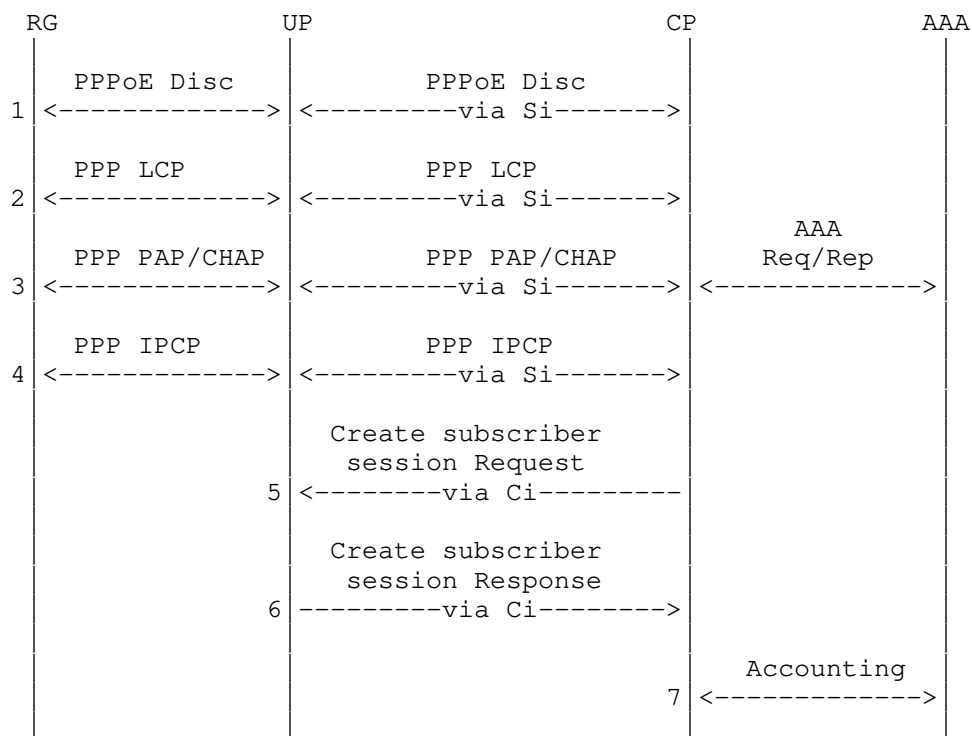 RG UP CP AAA
PPPoE Disc PPPoE Disc
1 <-------------> <---------via Si------->
PPP LCP PPP LCP
2 <-------------> <---------via Si------->
AAA
PPP PAP/CHAP PPP PAP/CHAP Req/Rep
3 <-------------> <---------via Si-------> <------------->
PPP IPCP PPP IPCP
4 <-------------> <---------via Si------->
Create subscriber
session Request
5 <--------via Ci---------
Create subscriber
session Response
6 ---------via Ci-------->
Accounting
7 <------------->